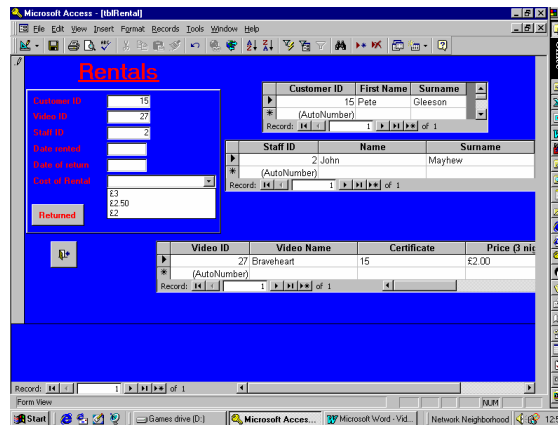 Microsoft Access - [tblRental]
File Edit View Insert Format Records Tools Window Help
Rentals
Customer ID 15
Video ID 27
Staff ID 2
Date rented
Date of return
Cost of Rental
£3
£2.50
£2
Returned
Customer ID First Name Surname
15 Pete Gleeson
(AutoNumber)
Record: 1 of 1
Staff ID Name Surname
2 John Mayhew
(AutoNumber)
Record: 1 of 1
Video ID Video Name Certificate Price (3 nig
27 Braveheart 15 £2.00
(AutoNumber)
Record: 1 of 1
Record: 1 of 1
Form View NUM
Start Games drive (D:) Microsoft Acces... Microsoft Word - Vid... Network Neighborhood 12:5